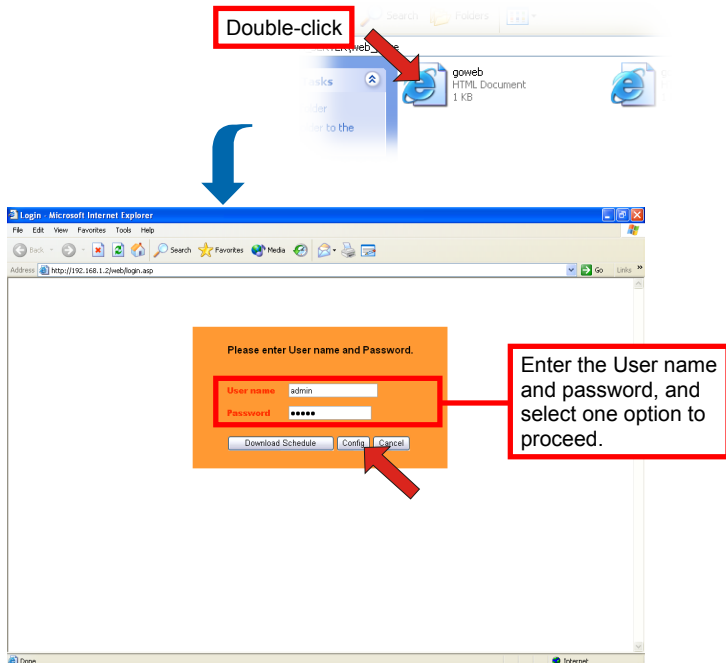 Double-click
Search Folders
goweb
HTML Document
1 KB
der to the
Login - Microsoft Internet Explorer
File Edit View Favorites Tools Help
Back Search Favorites Media
Address http://192.168.1.2/web/login.asp Go Links »
Please enter User name and Password.
User name admin
Password •••••
Download Schedule Config Cancel
Enter the User name
and password, and
select one option to
proceed.
Done Internet